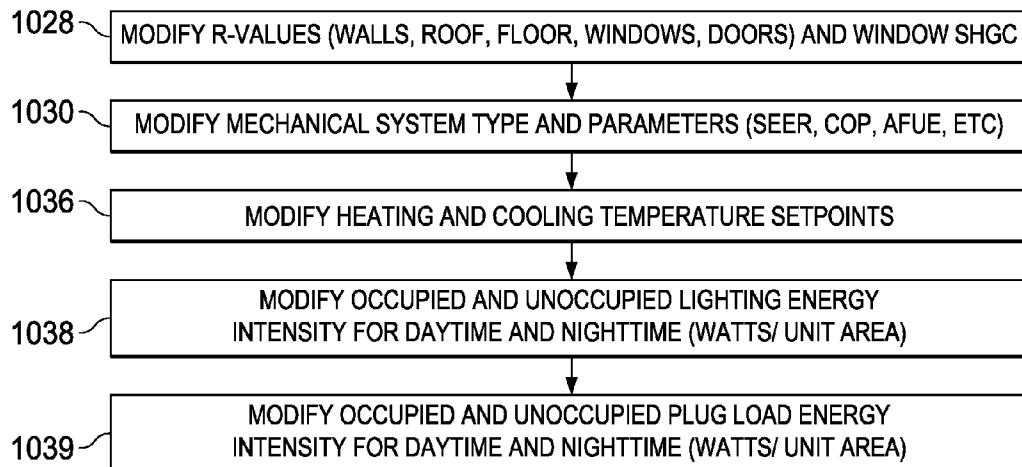 1028 MODIFY R-VALUES (WALLS, ROOF, FLOOR, WINDOWS, DOORS) AND WINDOW SHGC
1030 MODIFY MECHANICAL SYSTEM TYPE AND PARAMETERS (SEER, COP, AFUE, ETC)
1036 MODIFY HEATING AND COOLING TEMPERATURE SETPOINTS
1038 MODIFY OCCUPIED AND UNOCCUPIED LIGHTING ENERGY
INTENSITY FOR DAYTIME AND NIGHTTIME (WATTS/ UNIT AREA)
1039 MODIFY OCCUPIED AND UNOCCUPIED PLUG LOAD ENERGY
INTENSITY FOR DAYTIME AND NIGHTTIME (WATTS/ UNIT AREA)